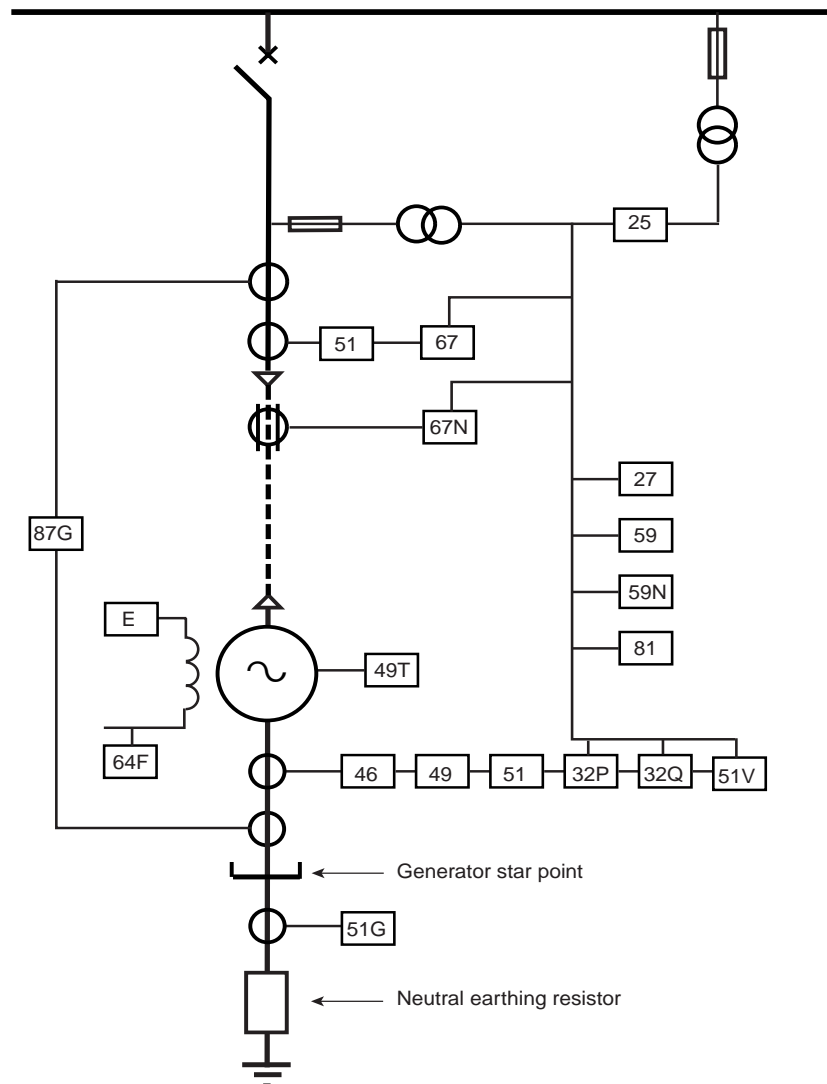 25
51
67
67N
27
87G
59
59N
E
81
49T
64F
46
49
51
32P
32Q
51V
Generator star point
51G
Neutral earthing resistor